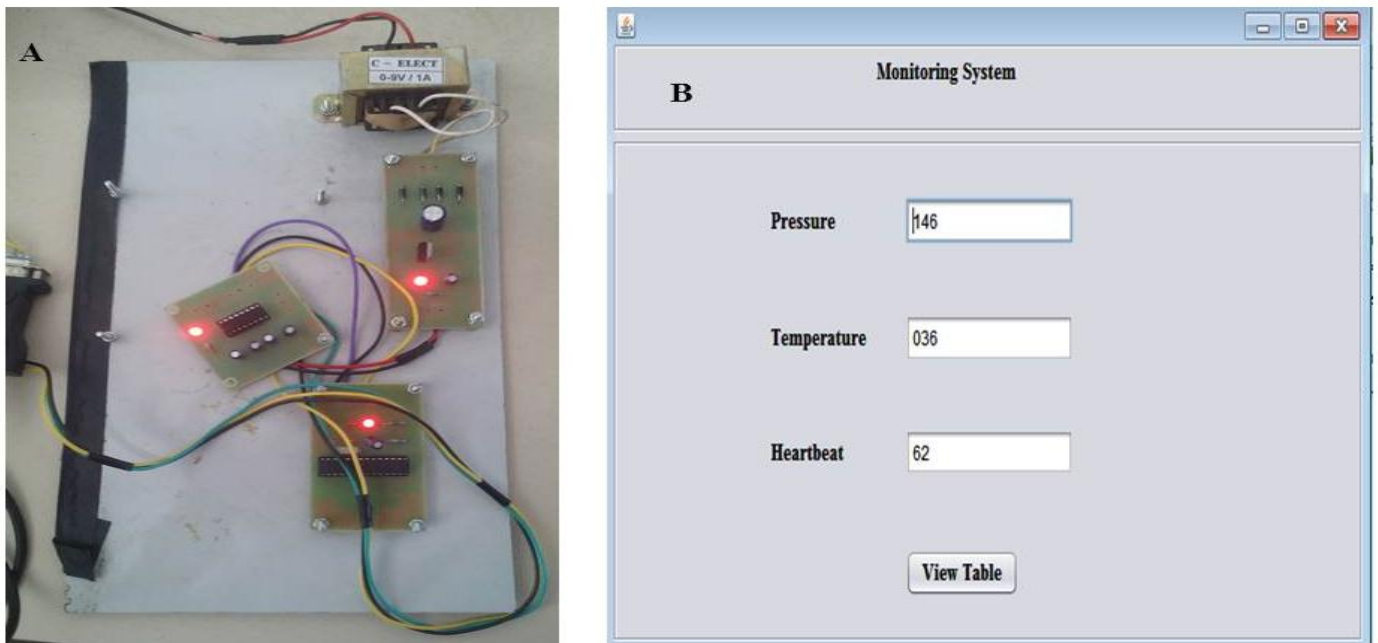 A
C - ELECT
0-9V / 1A
B
Monitoring System
Pressure
146
Temperature
036
Heartbeat
62
View Table